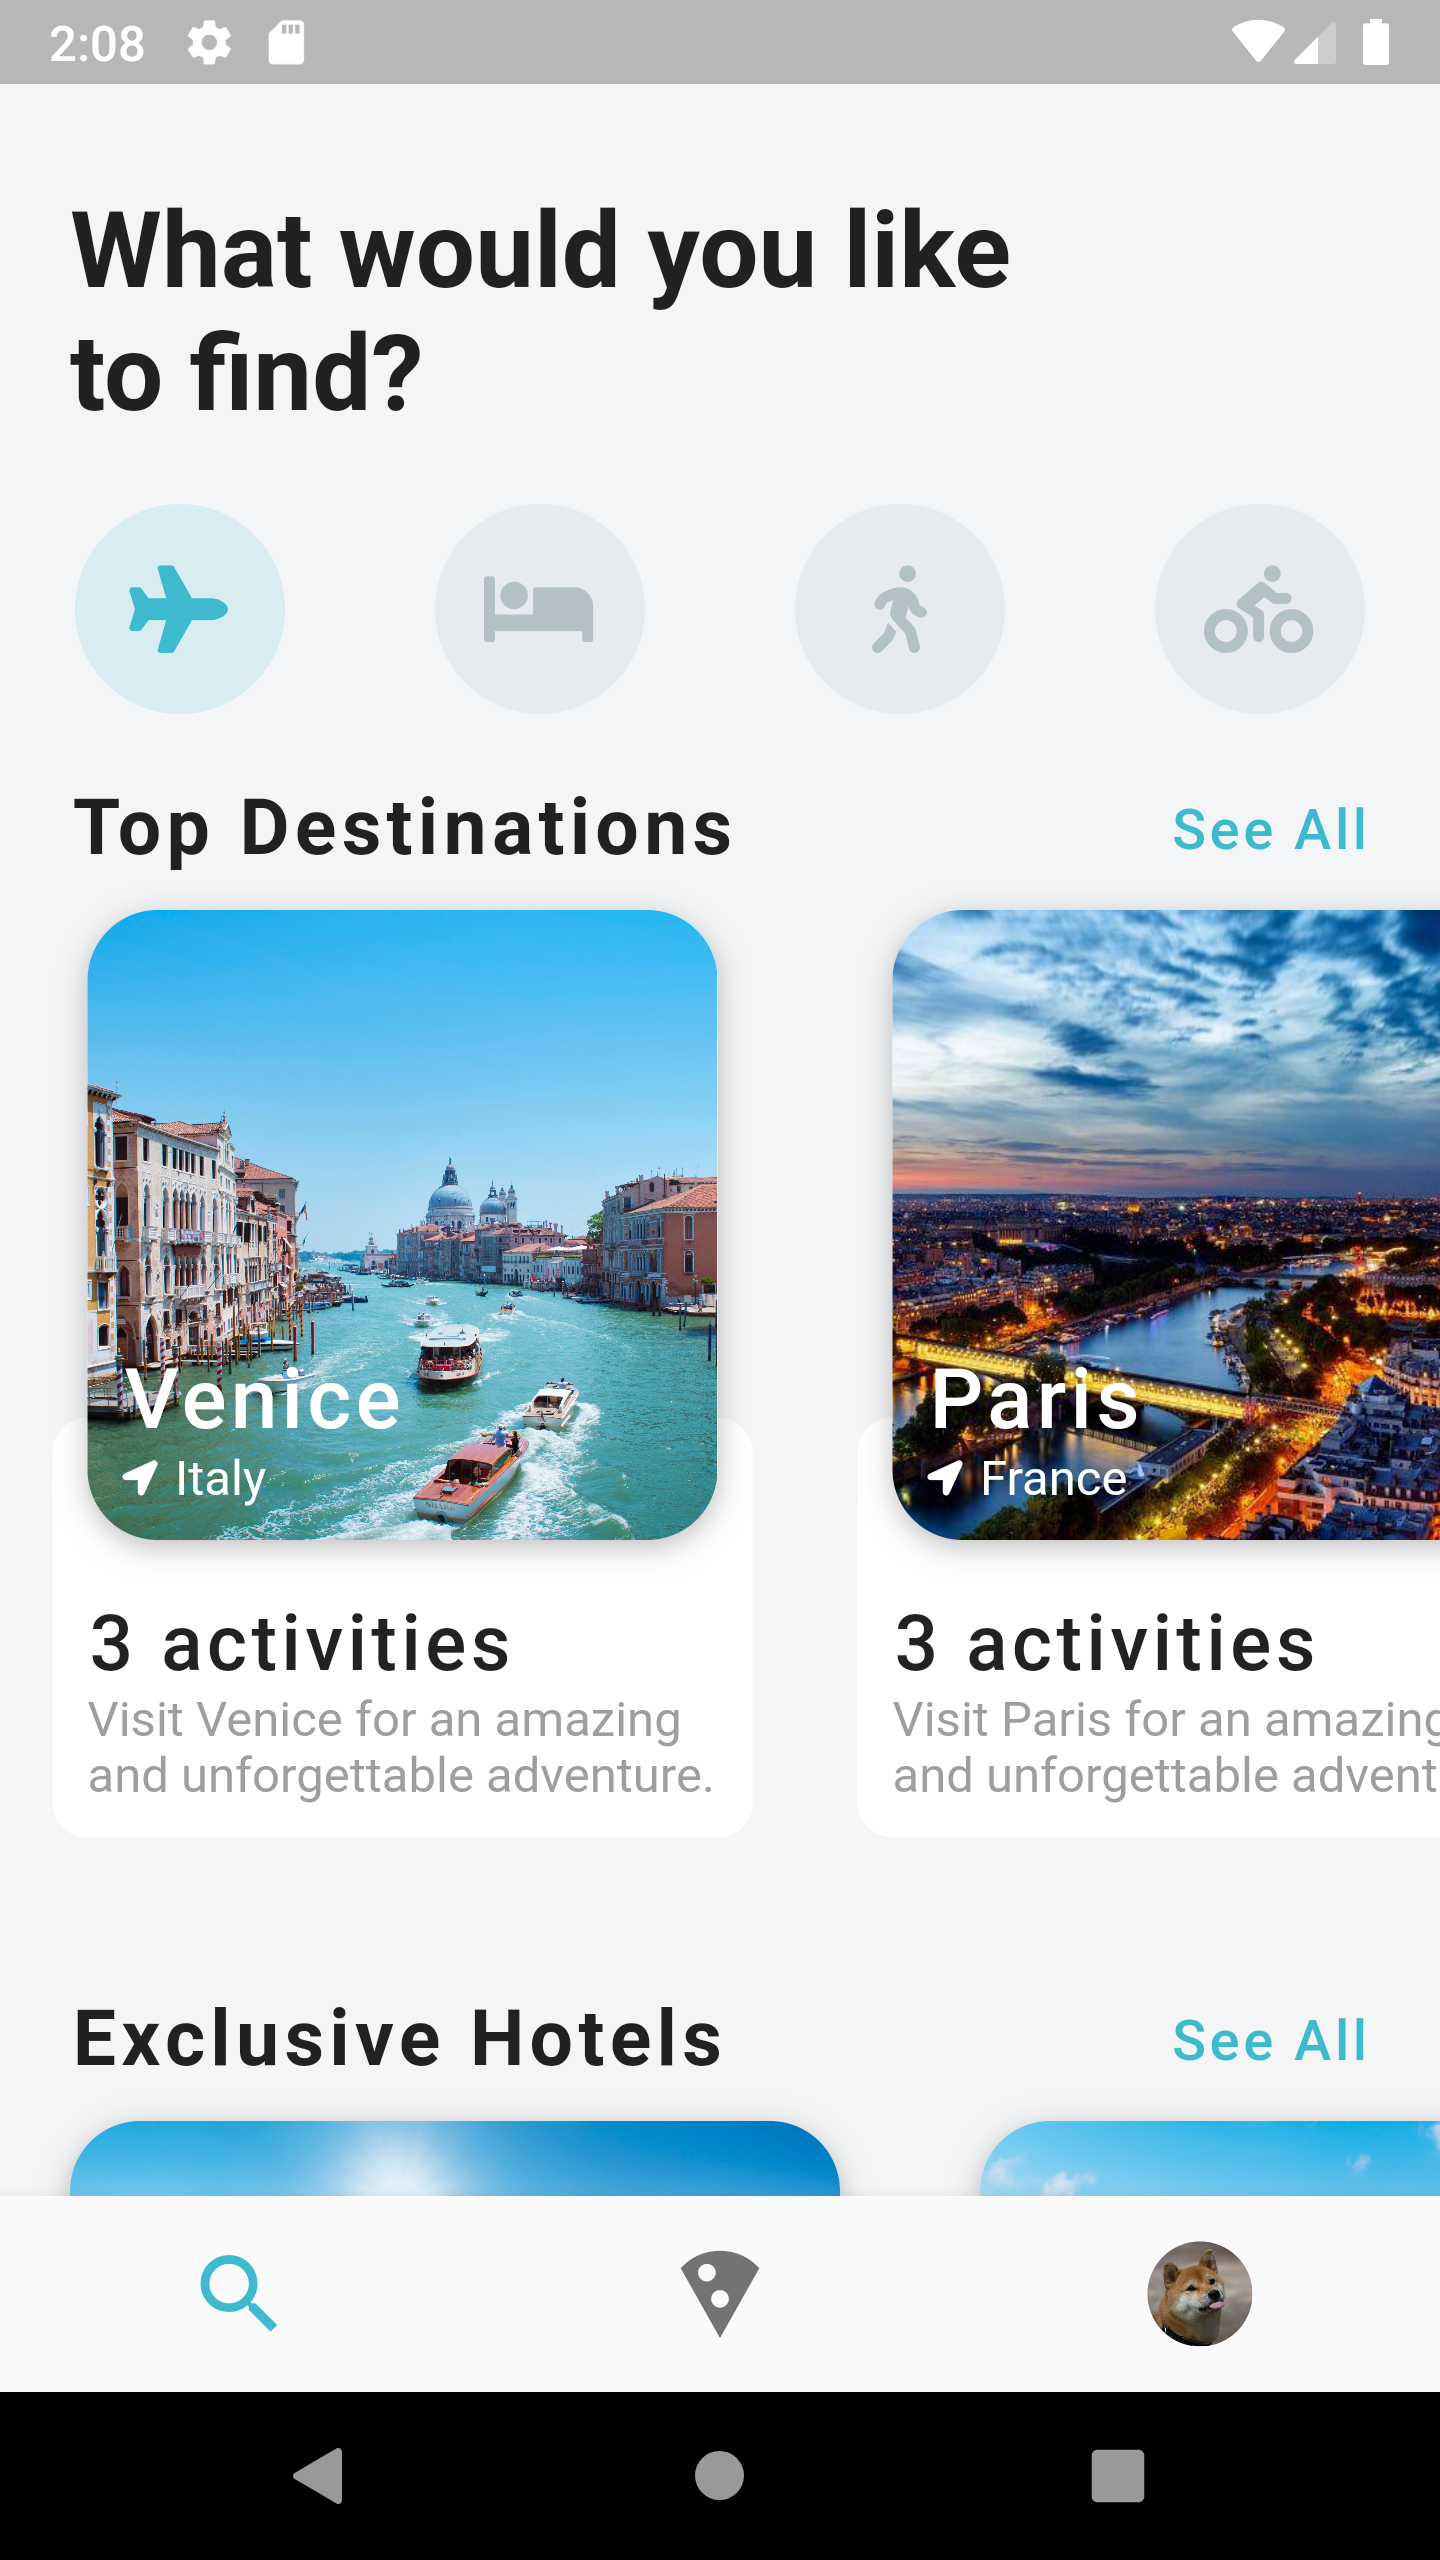 2:08
What would you like
to find?
Top Destinations
See All
Venice
Italy
3 activities
Visit Venice for an amazing
and unforgettable adventure.
Paris
France
3 activities
Visit Paris for an amazing
and unforgettable advent
Exclusive Hotels
See All